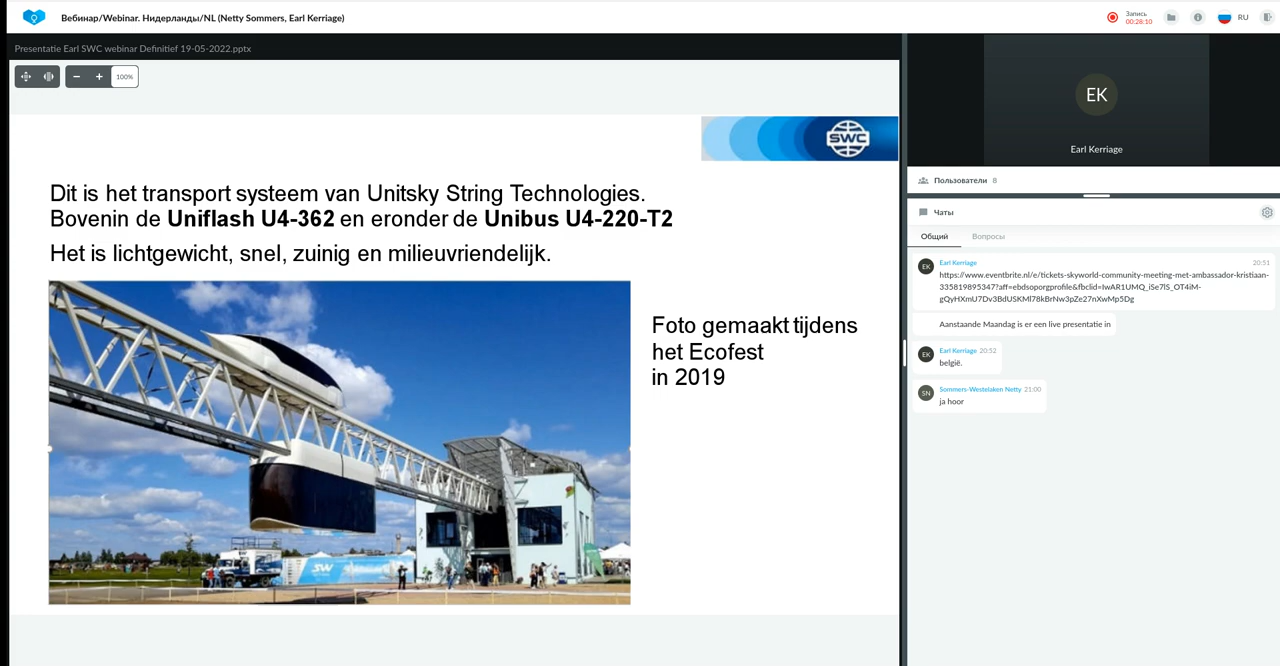 Вебинар/Webinar. Нидерланды/NL (Netty Sommers, Earl Kerriage)
Запись
00:28:10
RU
Presentatie Earl SWC webinar Definitief 19-05-2022.pptx
100%
SWC
Dit is het transport systeem van Unitsky String Technologies.
Bovenin de Uniflash U4-362 en eronder de Unibus U4-220-T2
Het is lichtgewicht, snel, zuinig en milieuvriendelijk.
Foto gemaakt tijdens
het Ecofest
in 2019
SW
EK
Earl Kerriage
Пользователи 8
Чаты
Общий Вопросы
EK
Earl Kerriage 20:51
https://www.eventbrite.nl/e/tickets-skyworld-community-meeting-met-ambassador-kristiaan-
335819895347?aff=ebdsoporgprofile&fbclid=IwAR1UMQ_iSe7lS_OT4iM-
gQyHXmU7Dv3BdUSKMl78kBrNw3pZe27nXwMp5Dg
Aanstaande Maandag is er een live presentatie in
EK
Earl Kerriage 20:52
belgië.
SN
Sommers-Westelaken Netty 21:00
ja hoor